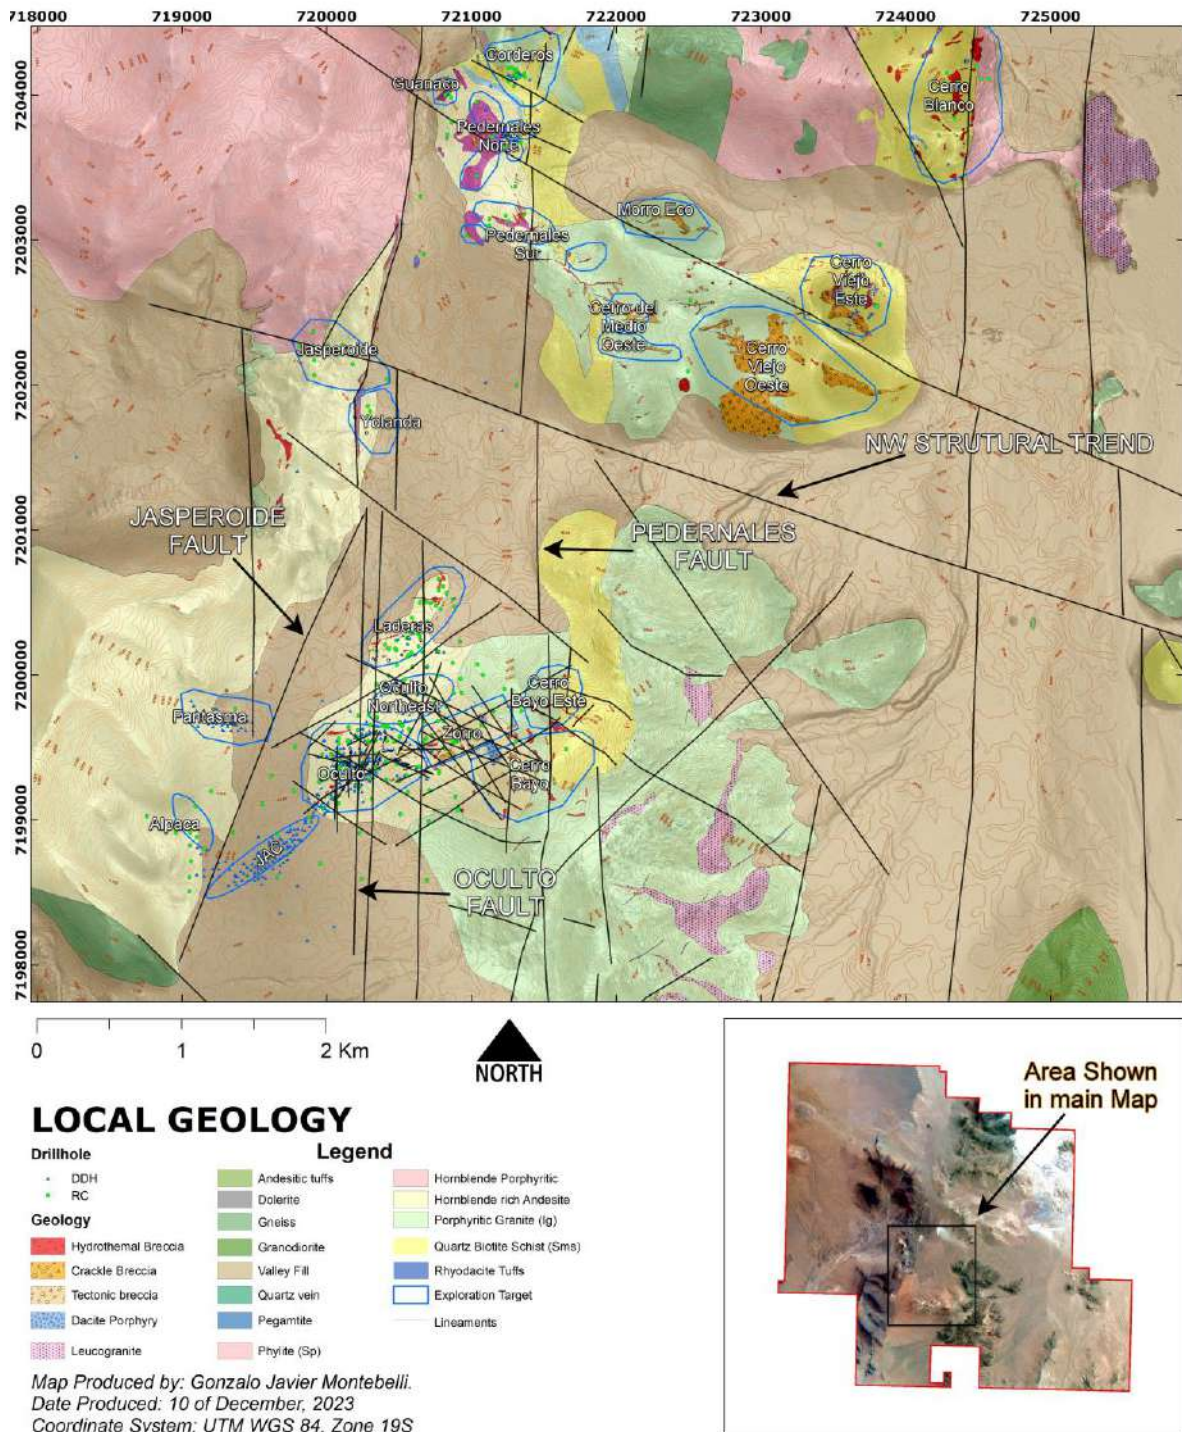 718000 719000 720000 721000 722000 723000 724000 725000
7204000
7203000
7202000
7201000
7200000
7199000
7198000
Corderos
Guanaco
Cerro
Blanco
Pedernales
Norte
Morro Eco
Pedernales
Sur
Cerro
Viejo
Este
Cerro del
Medio
Oeste
Jasperoide
Cerro
Viejo
Oeste
Yolanda
NW STRUTURAL TREND
JASPEROIDE
FAULT
PEDERNALES
FAULT
Laderas
Oculto
Northeast
Cerro
Bayo Este
Fantasma
Zorro
Oculto
Cerro
Bayo
Alpaca
JAC
OCULTO
FAULT
0 1 2 Km
NORTH
Area Shown
in main Map
LOCAL GEOLOGY
Legend
Drillhole
DDH
RC
Geology
Hydrothemal Breccia
Crackle Breccia
Tectonic breccia
Dacite Porphyry
Leucogranite
Andesitic tuffs
Dolerite
Gneiss
Granodiorite
Valley Fill
Quartz vein
Pegamtite
Phylite (Sp)
Hornblende Porphyritic
Hornblende rich Andesite
Porphyritic Granite (Ig)
Quartz Biotite Schist (Sms)
Rhyodacite Tuffs
Exploration Target
Lineaments
Map Produced by: Gonzalo Javier Montebelli.
Date Produced: 10 of December, 2023
Coordinate System: UTM WGS 84, Zone 19S